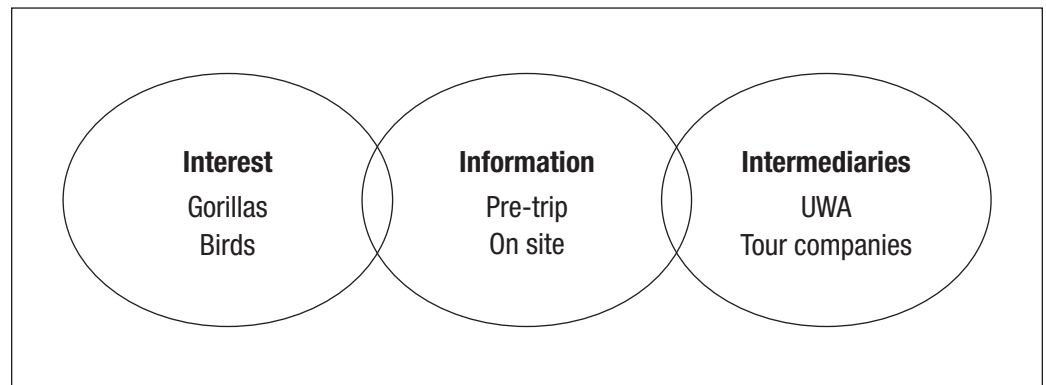 Interest
Gorillas
Birds
Information
Pre-trip
On site
Intermediaries
UWA
Tour companies